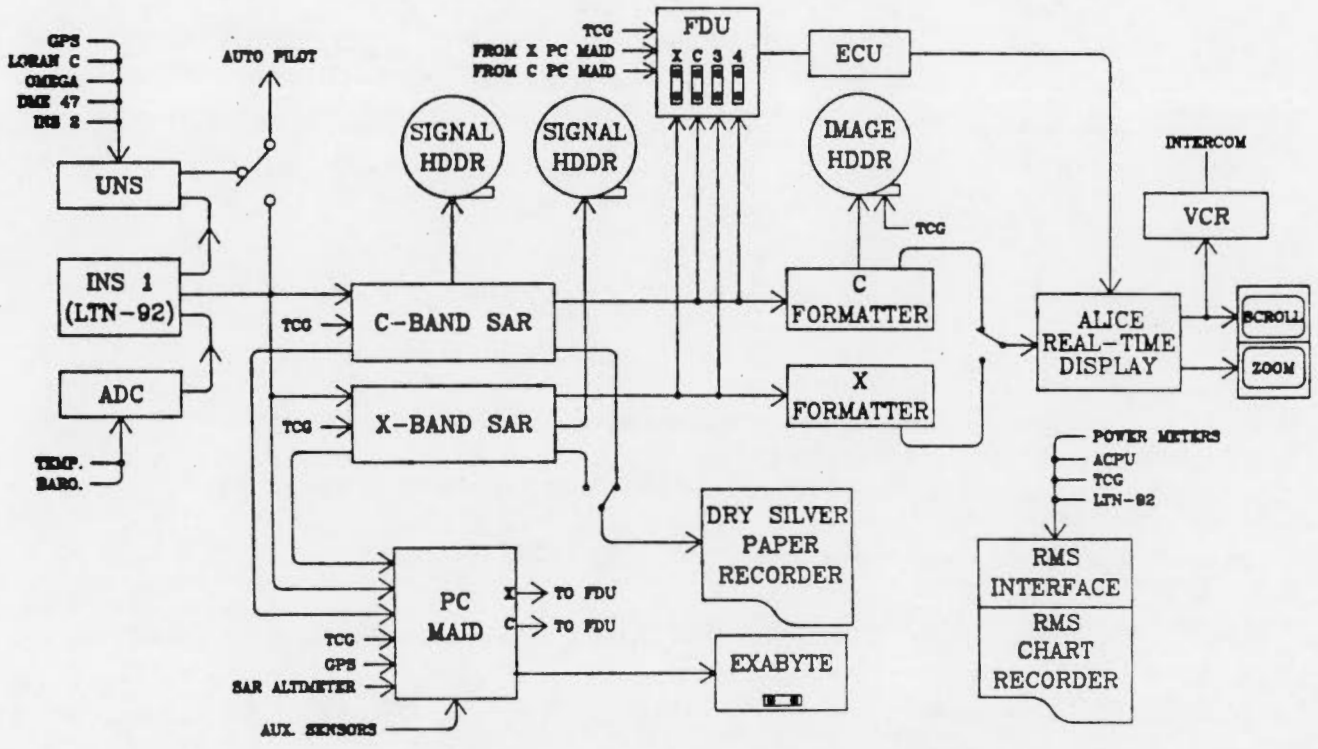 GPS
LORAN C
OMEGA
DME 47
INS 2
UNS
AUTO PILOT
INS 1
(LTN-92)
ADC
TEMP.
BARO.
SIGNAL
HDDR
SIGNAL
HDDR
TCG
FROM X PC MAID
FROM C PC MAID
FDU
X C 3 4
ECU
IMAGE
HDDR
TCG
INTERCOM
VCR
TCG
C-BAND SAR
TCG
X-BAND SAR
C
FORMATTER
X
FORMATTER
ALICE
REAL-TIME
DISPLAY
SCROLL
ZOOM
POWER METERS
ACPU
TCG
LTN-92
RMS
INTERFACE
RMS
CHART
RECORDER
DRY SILVER
PAPER
RECORDER
PC
MAID
X
TO FDU
C
TO FDU
TCG
GPS
SAR ALTIMETER
AUX. SENSORS
EXABYTE